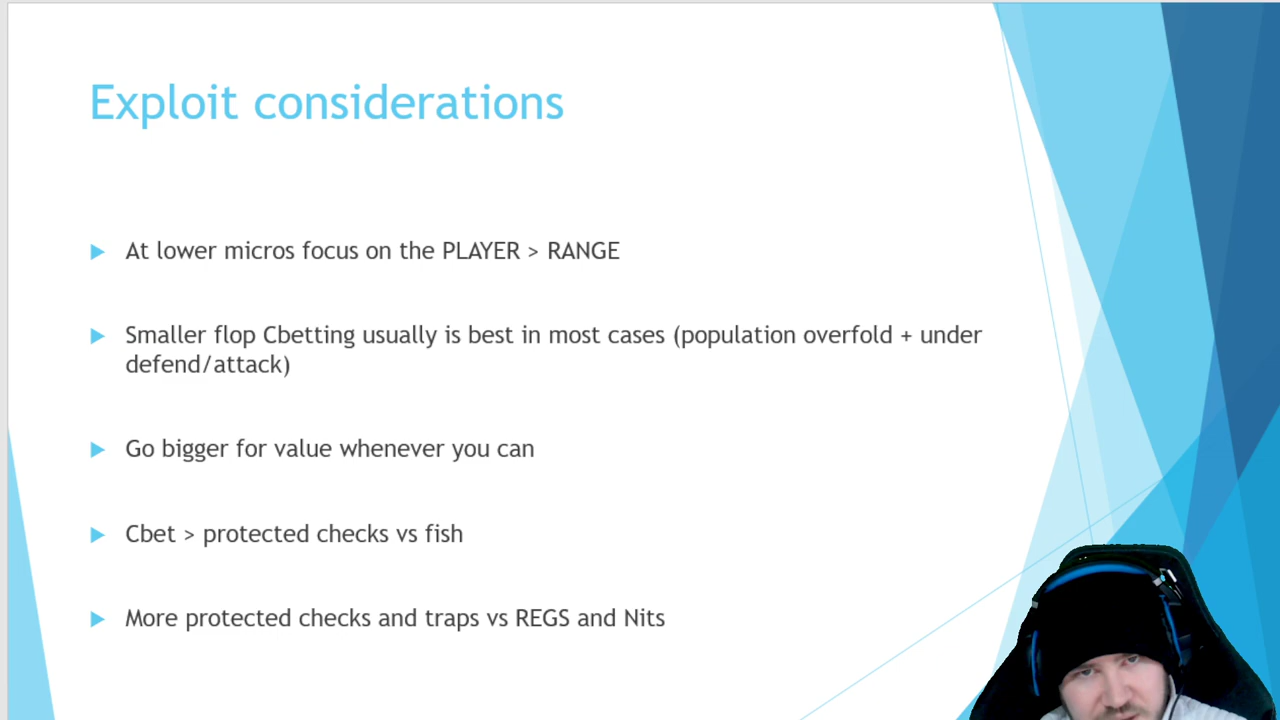 Exploit considerations
At lower micros focus on the PLAYER > RANGE
Smaller flop Cbetting usually is best in most cases (population overfold + under
defend/attack)
Go bigger for value whenever you can
Cbet > protected checks vs fish
More protected checks and traps vs REGS and Nits